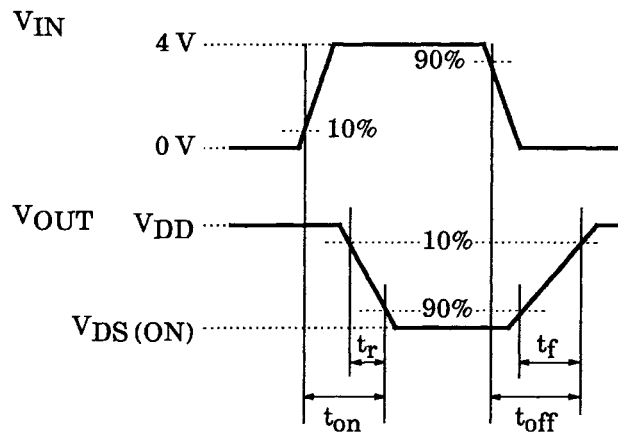 VIN
4 V
90%
10%
0 V
VOUT
VDD
10%
90%
VDS (ON)
tr
tf
ton
toff